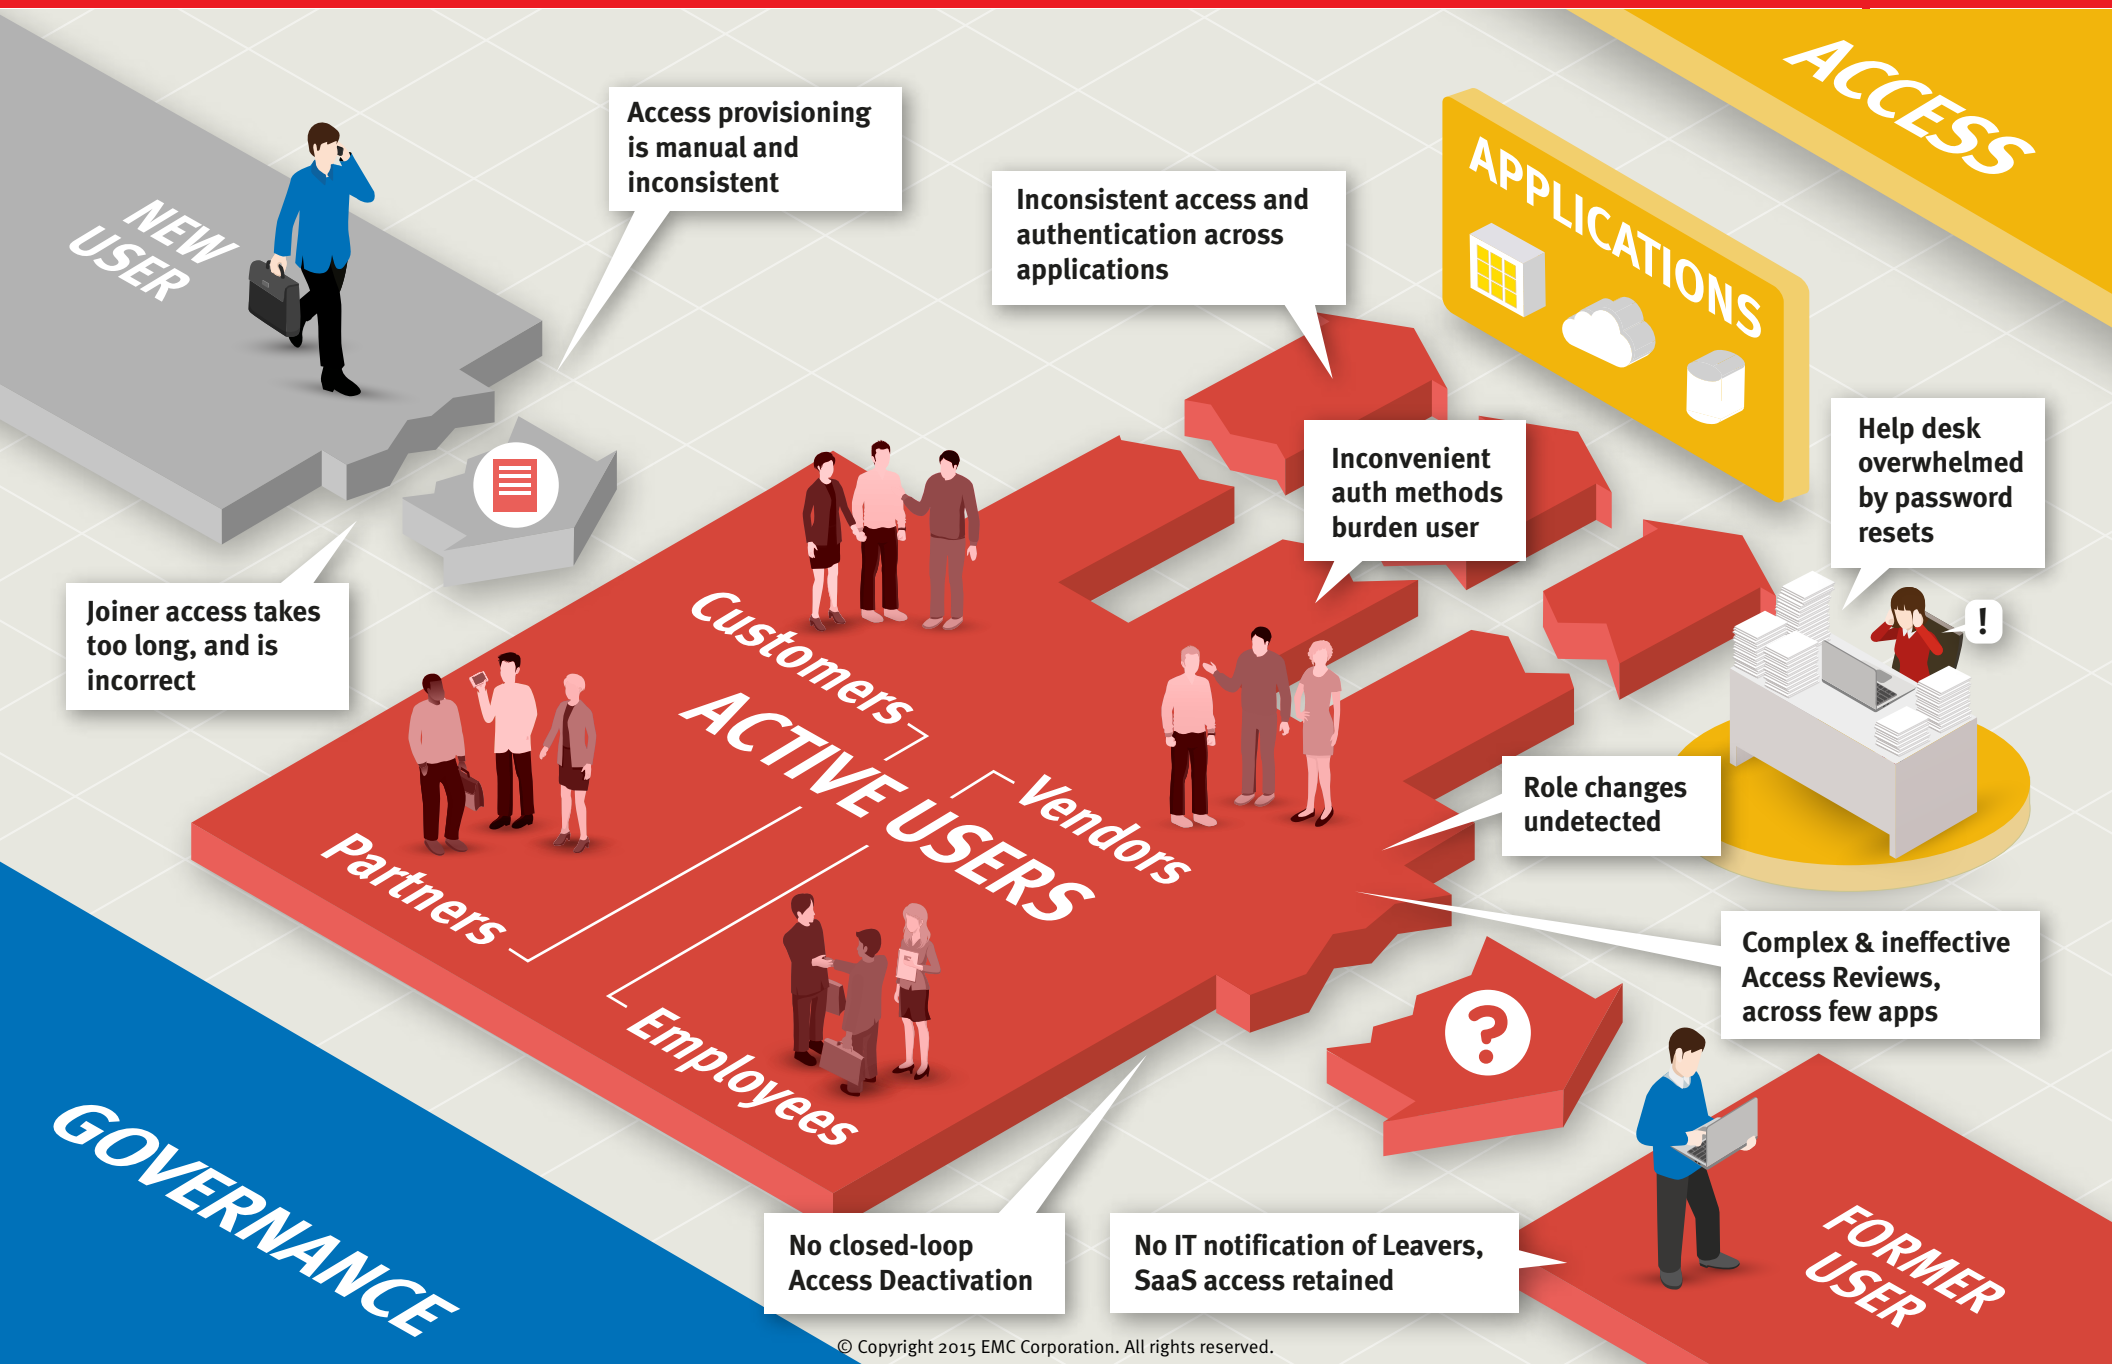 ACCESS
Access provisioning
is manual and
inconsistent
APPLICATIONS
Inconsistent access and
authentication across
applications
NEW
USER
Help desk
overwhelmed
by password
resets
Inconvenient
auth methods
burden user
!
Joiner access takes
too long, and is
incorrect
Customers
ACTIVE USERS
Vendors
Partners
Employees
Role changes
undetected
Complex & ineffective
Access Reviews,
across few apps
?
GOVERNANCE
No closed-loop
Access Deactivation
No IT notification of Leavers,
SaaS access retained
FORMER
USER
© Copyright 2015 EMC Corporation. All rights reserved.